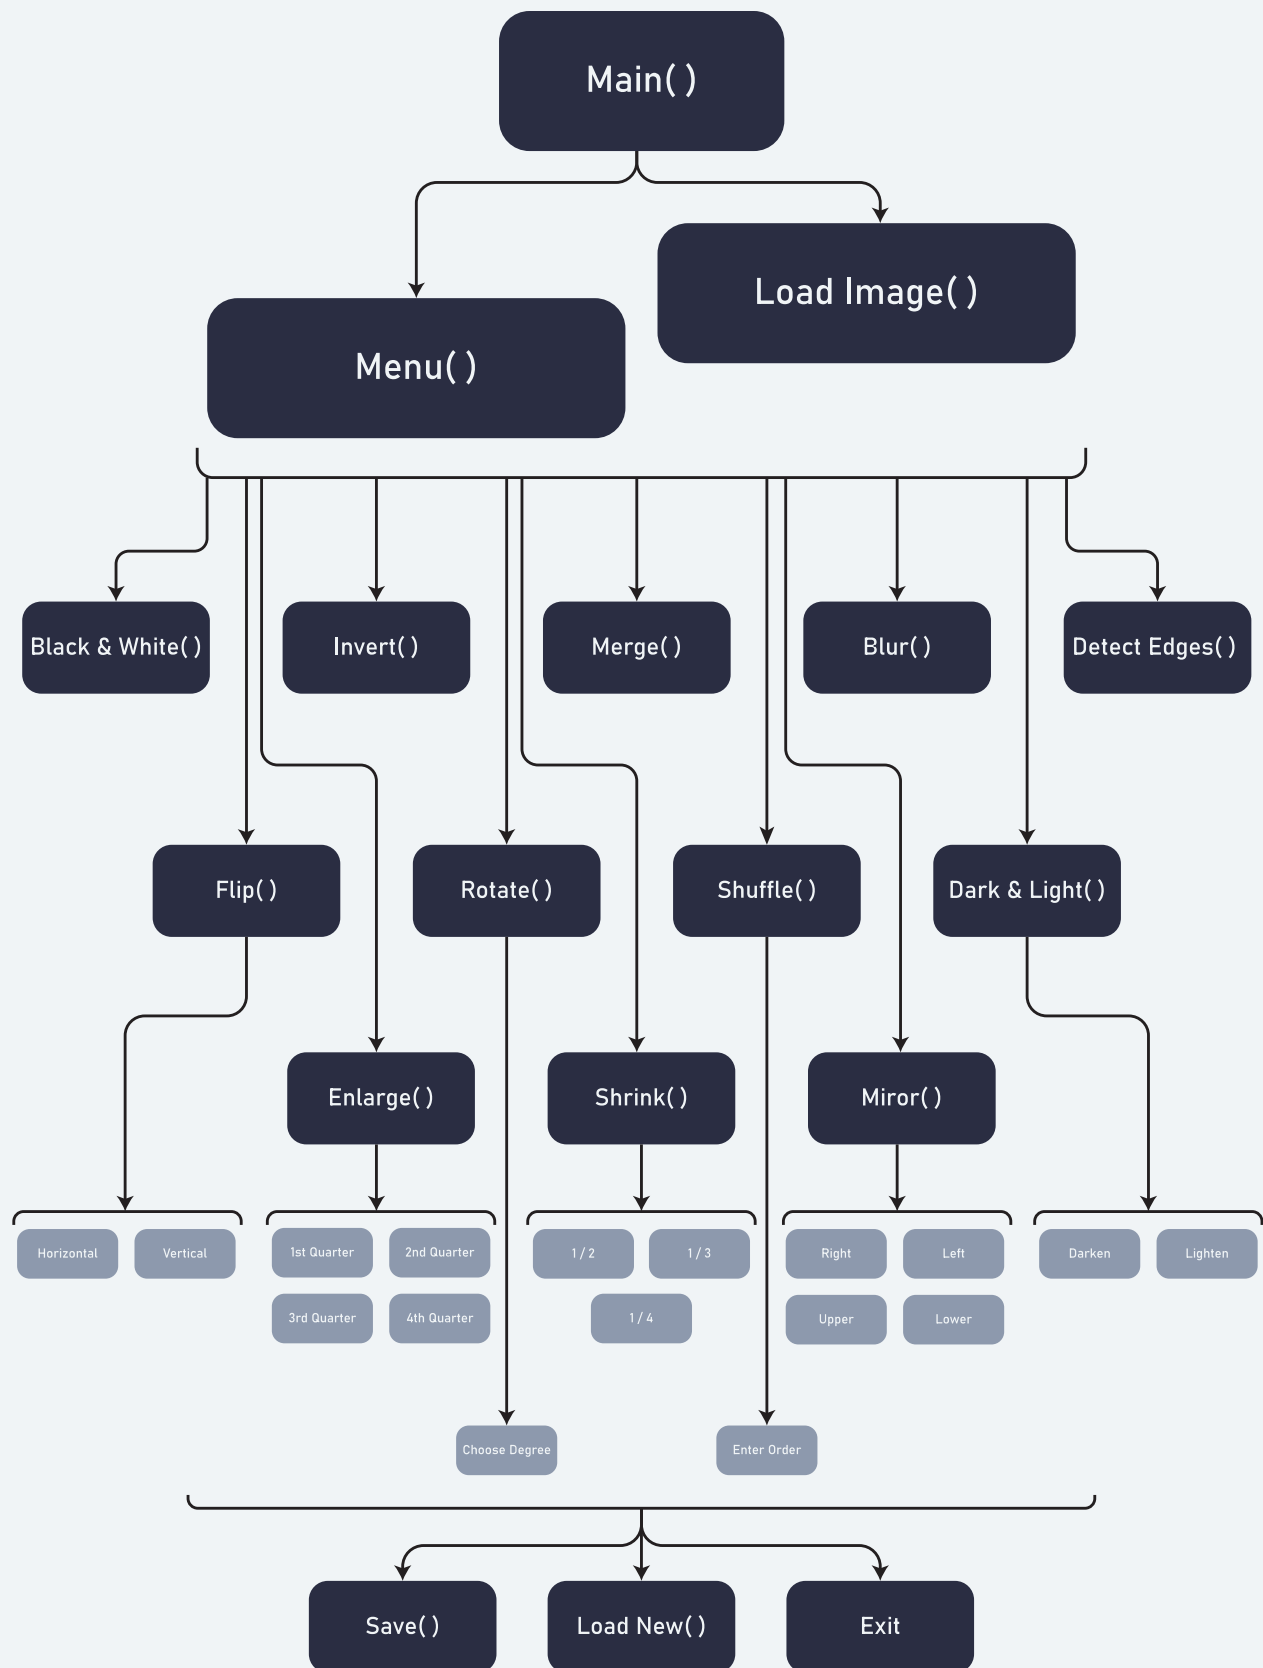 Main( )
Load Image( )
Menu( )
Black & White( )
Invert( )
Merge( )
Blur( )
Detect Edges( )
Flip( )
Rotate( )
Shuffle( )
Dark & Light( )
Enlarge( )
Shrink( )
Miror( )
Horizontal
Vertical
1st Quarter
2nd Quarter
3rd Quarter
4th Quarter
1 / 2
1 / 3
1 / 4
Right
Left
Upper
Lower
Darken
Lighten
Choose Degree
Enter Order
Save( )
Load New( )
Exit